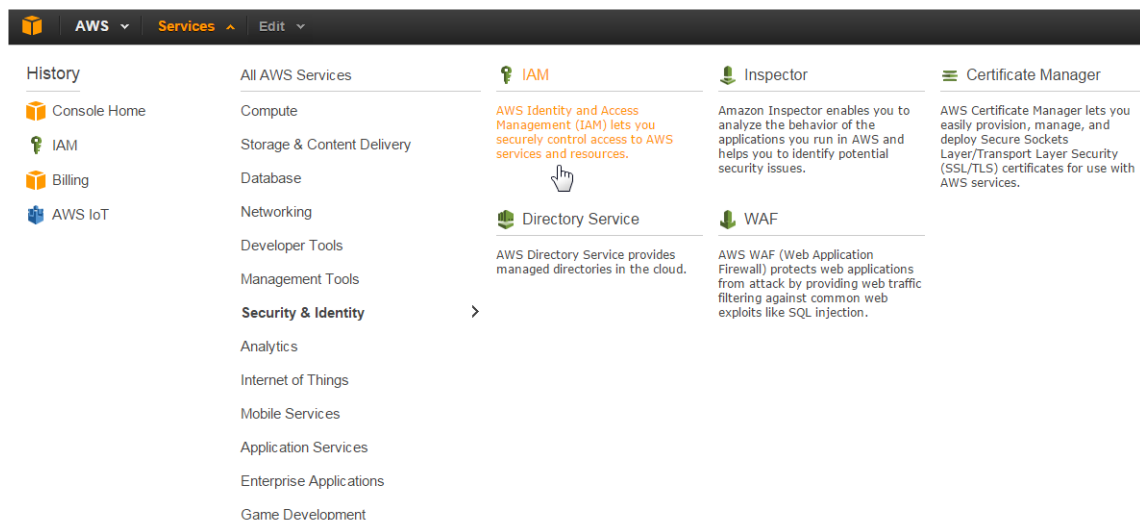 AWS Services Edit
History
Console Home
IAM
Billing
AWS IoT
All AWS Services
Compute
Storage & Content Delivery
Database
Networking
Developer Tools
Management Tools
Security & Identity
Analytics
Internet of Things
Mobile Services
Application Services
Enterprise Applications
Game Development
IAM
AWS Identity and Access
Management (IAM) lets you
securely control access to AWS
services and resources.
Inspector
Amazon Inspector enables you to
analyze the behavior of the
applications you run in AWS and
helps you to identify potential
security issues.
Certificate Manager
AWS Certificate Manager lets you
easily provision, manage, and
deploy Secure Sockets
Layer/Transport Layer Security
(SSL/TLS) certificates for use with
AWS services.
Directory Service
AWS Directory Service provides
managed directories in the cloud.
WAF
AWS WAF (Web Application
Firewall) protects web applications
from attack by providing web traffic
filtering against common web
exploits like SQL injection.